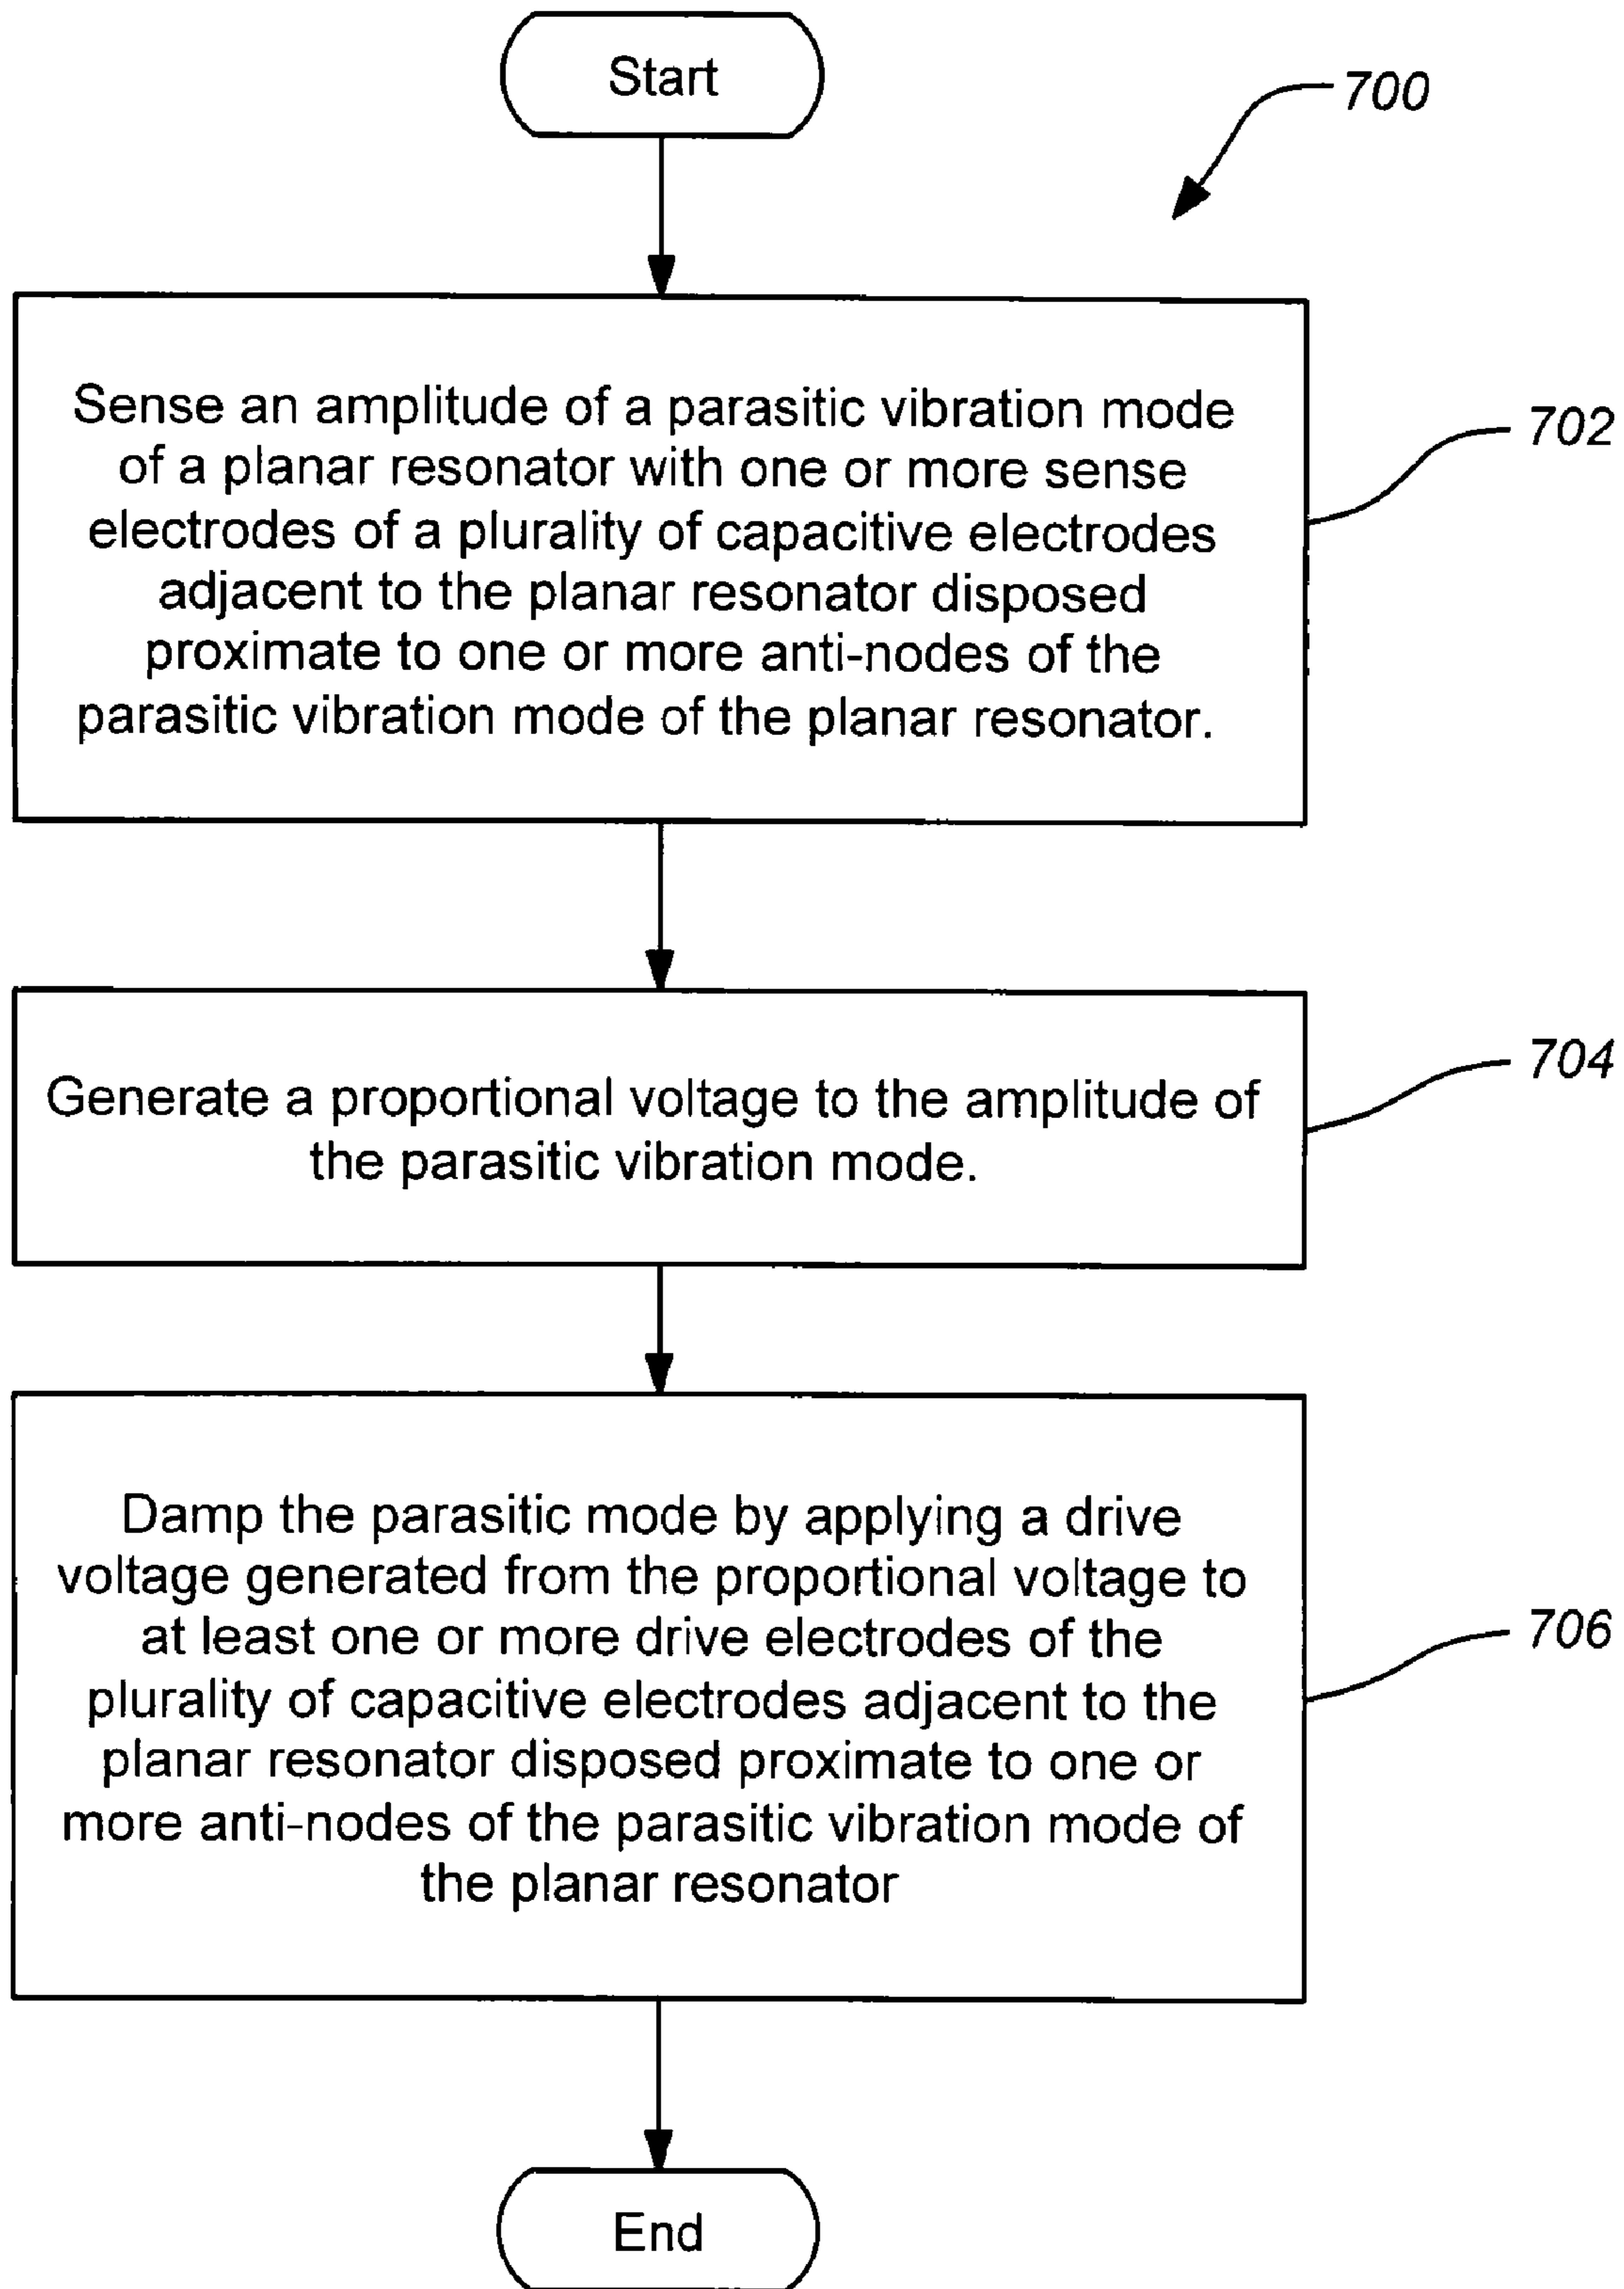 Start
700
Sense an amplitude of a parasitic vibration mode
of a planar resonator with one or more sense
electrodes of a plurality of capacitive electrodes
adjacent to the planar resonator disposed
proximate to one or more anti-nodes of the
parasitic vibration mode of the planar resonator.
702
Generate a proportional voltage to the amplitude of
the parasitic vibration mode.
704
Damp the parasitic mode by applying a drive
voltage generated from the proportional voltage to
at least one or more drive electrodes of the
plurality of capacitive electrodes adjacent to the
planar resonator disposed proximate to one or
more anti-nodes of the parasitic vibration mode of
the planar resonator
706
End